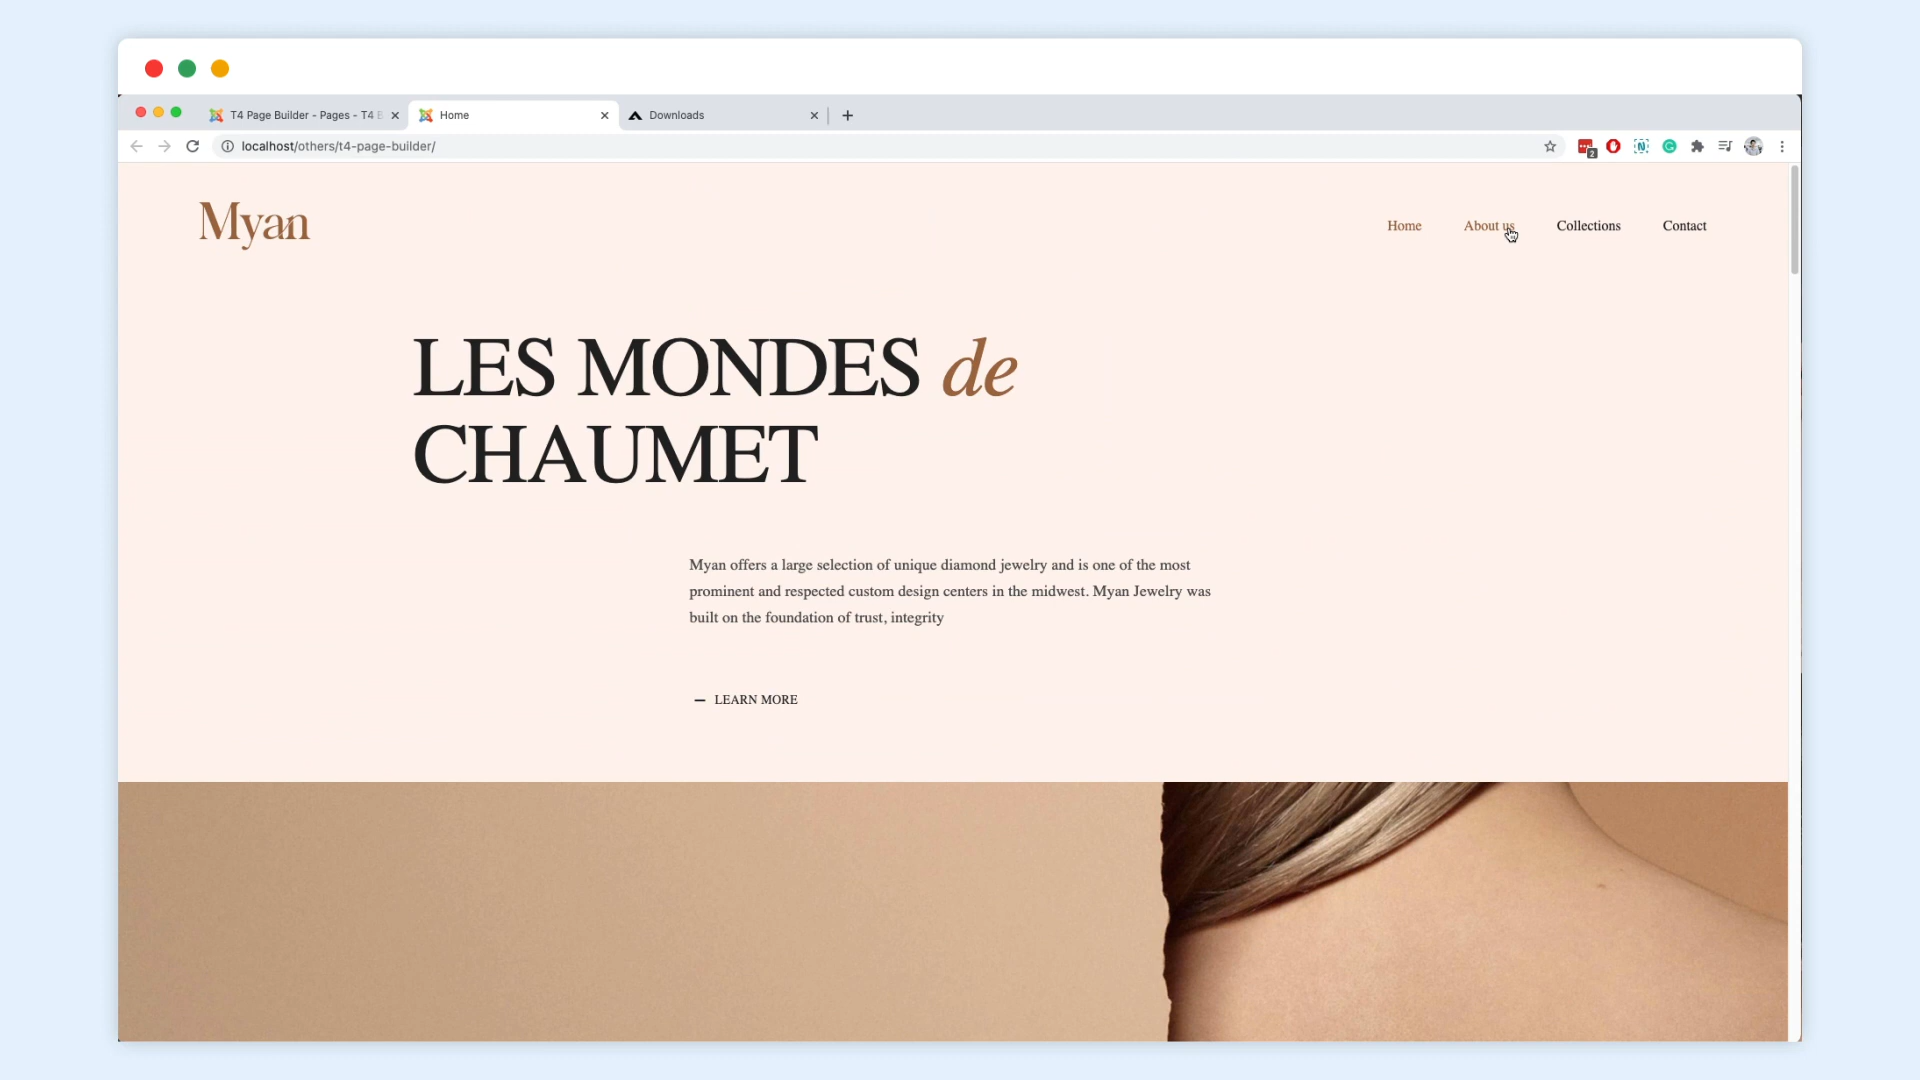 T4 Page Builder - Pages - T4
Home
Downloads
localhost/others/t4-page-builder/
2
Myan
Home
About us
Collections
Contact
LES MONDES de
CHAUMET
Myan offers a large selection of unique diamond jewelry and is one of the most
prominent and respected custom design centers in the midwest. Myan Jewelry was
built on the foundation of trust, integrity
LEARN MORE